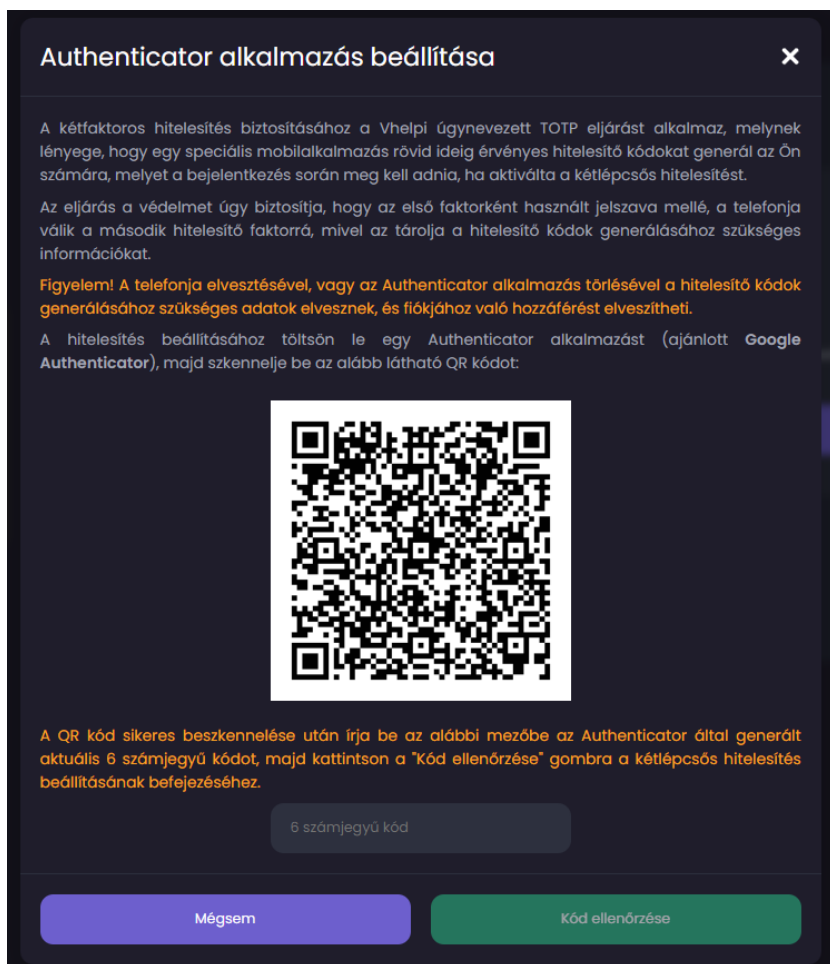 Authenticator alkalmazás beállítása
A kétfaktoros hitelesítés biztosításához a Vhelpi úgynevezett TOTP eljárást alkalmaz, melynek
lényege, hogy egy speciális mobilalkalmazás rövid ideig érvényes hitelesítő kódokat generál az Ön
számára, melyet a bejelentkezés során meg kell adnia, ha aktiválta a kétlépcsős hitelesítést.
Az eljárás a védelmet úgy biztosítja, hogy az első faktorként használt jelszava mellé, a telefonja
válik a második hitelesítő faktorrá, mivel az tárolja a hitelesítő kódok generálásához szükséges
információkat.
Figyelem! A telefonja elvesztésével, vagy az Authenticator alkalmazás törlésével a hitelesítő kódok
generálásához szükséges adatok elvesznek, és fiókjához való hozzáférést elveszítheti.
A hitelesítés beállításához töltsön le egy Authenticator alkalmazást (ajánlott Google
Authenticator), majd szkennelje be az alább látható QR kódot:
A QR kód sikeres beszkennelése után írja be az alábbi mezőbe az Authenticator által generált
aktuális 6 számjegyű kódot, majd kattintson a "Kód ellenőrzése" gombra a kétlépcsős hitelesítés
beállításának befejezéséhez.
6 számjegyű kód
Mégsem
Kód ellenőrzése